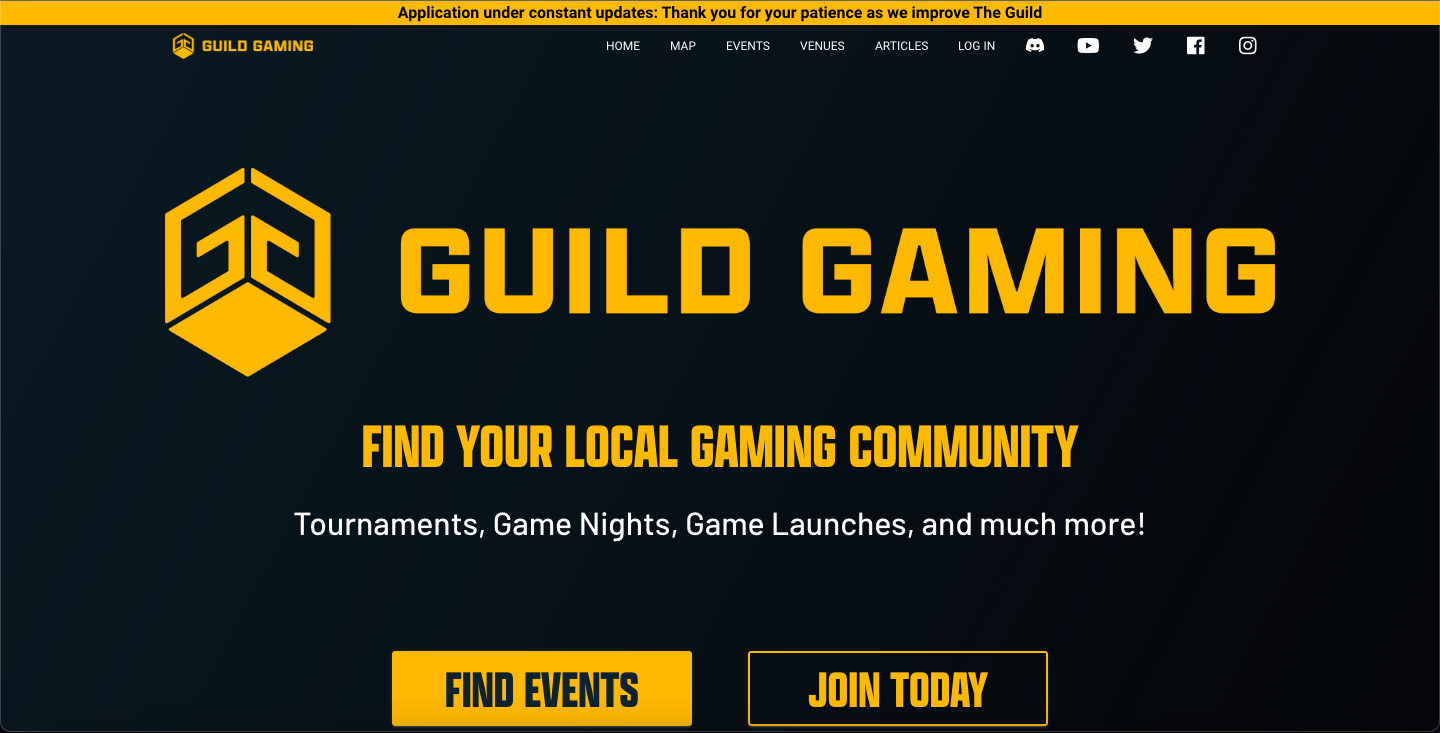 Application under constant updates: Thank you for your patience as we improve The Guild
GUILD GAMING HOME MAP EVENTS VENUES ARTICLES LOG IN
GUILD GAMING
FIND YOUR LOCAL GAMING COMMUNITY
Tournaments, Game Nights, Game Launches, and much more!
FIND EVENTS JOIN TODAY